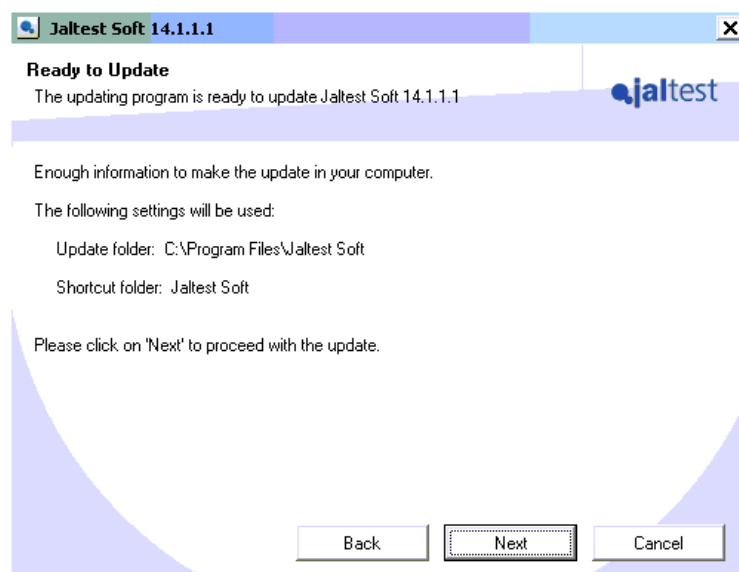 Jaltest Soft 14.1.1.1
Ready to Update
The updating program is ready to update Jaltest Soft 14.1.1.1
jaltest
Enough information to make the update in your computer.
The following settings will be used:
Update folder: C:\Program Files\Jaltest Soft
Shortcut folder: Jaltest Soft
Please click on 'Next' to proceed with the update.
Back Next Cancel